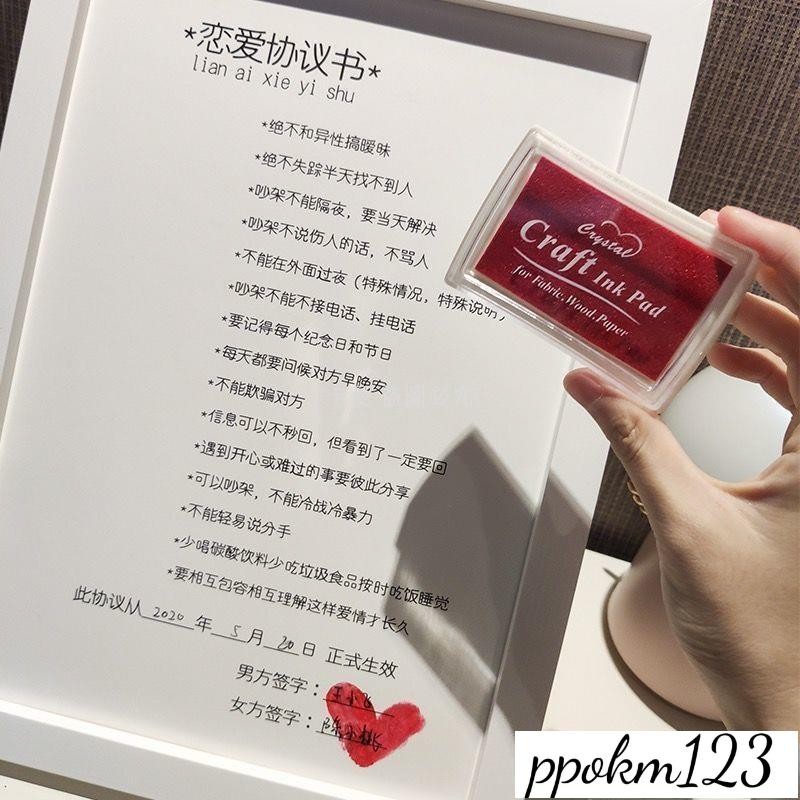 *恋爱协议书*
lian ai xie yi shu
*绝不和异性搞暧昧
*绝不失踪半天找不到人
*吵架不能隔夜，要当天解决
*吵架不说伤人的话，不骂人
*不能在外面过夜（特殊情况，特殊说明）
*吵架不能不接电话、挂电话
*要记得每个纪念日和节日
*每天都要问候对方早晚安
*不能欺骗对方
*信息可以不秒回，但看到了一定要回
*遇到开心或难过的事要彼此分享
*可以吵架，不能冷战冷暴力
*不能轻易说分手
*少喝碳酸饮料少吃垃圾食品按时吃饭睡觉
*要相互包容相互理解这样爱情才长久
此协议从 2020 年 5 月 20 日 正式生效
男方签字：王小飞
女方签字：陈小桃
Crystal
Craft Ink Pad
for Fabric.Wood.Paper
ppokm123